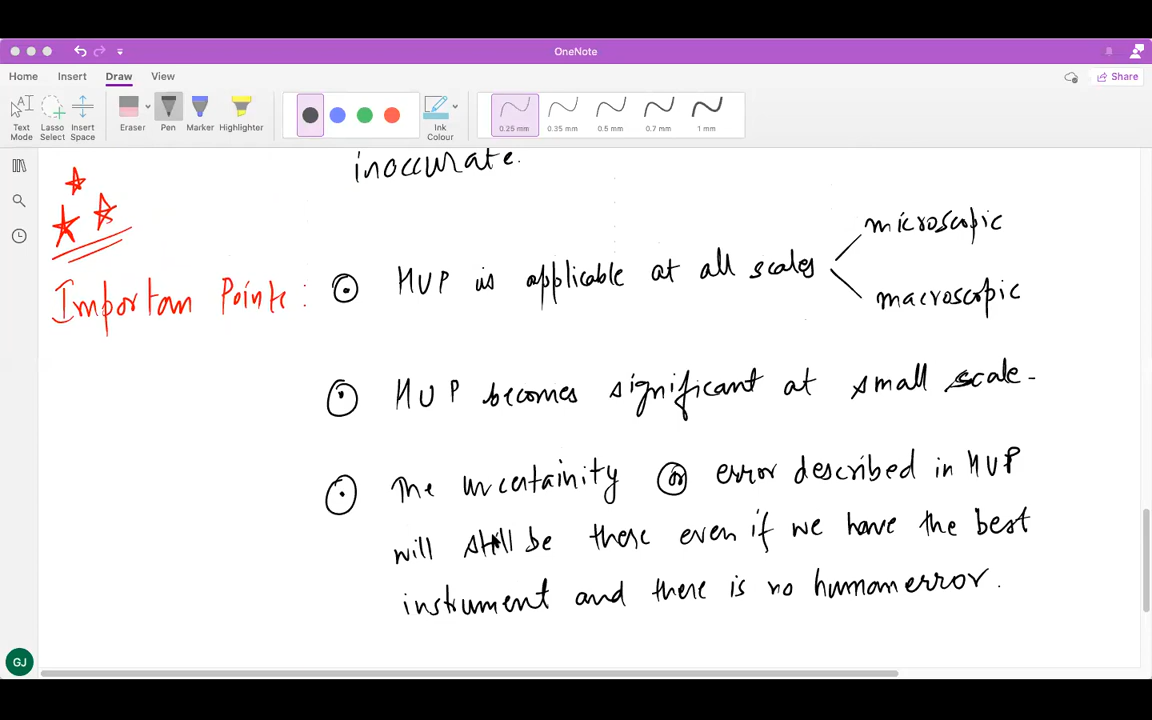 OneNote
Home Insert Draw View
Share
Text Mode
Lasso Select
Insert Space
Eraser
Pen
Marker
Highlighter
Ink Colour
0.25 mm
0.35 mm
0.5 mm
0.7 mm
1 mm
inaccurate.
Importan Points :
HUP is applicable at all scales
microscopic
macroscopic
HUP becomes significant at small scale.
The uncertainity or error described in HUP
will still be there even if we have the best
instrument and there is no human error.
GJ